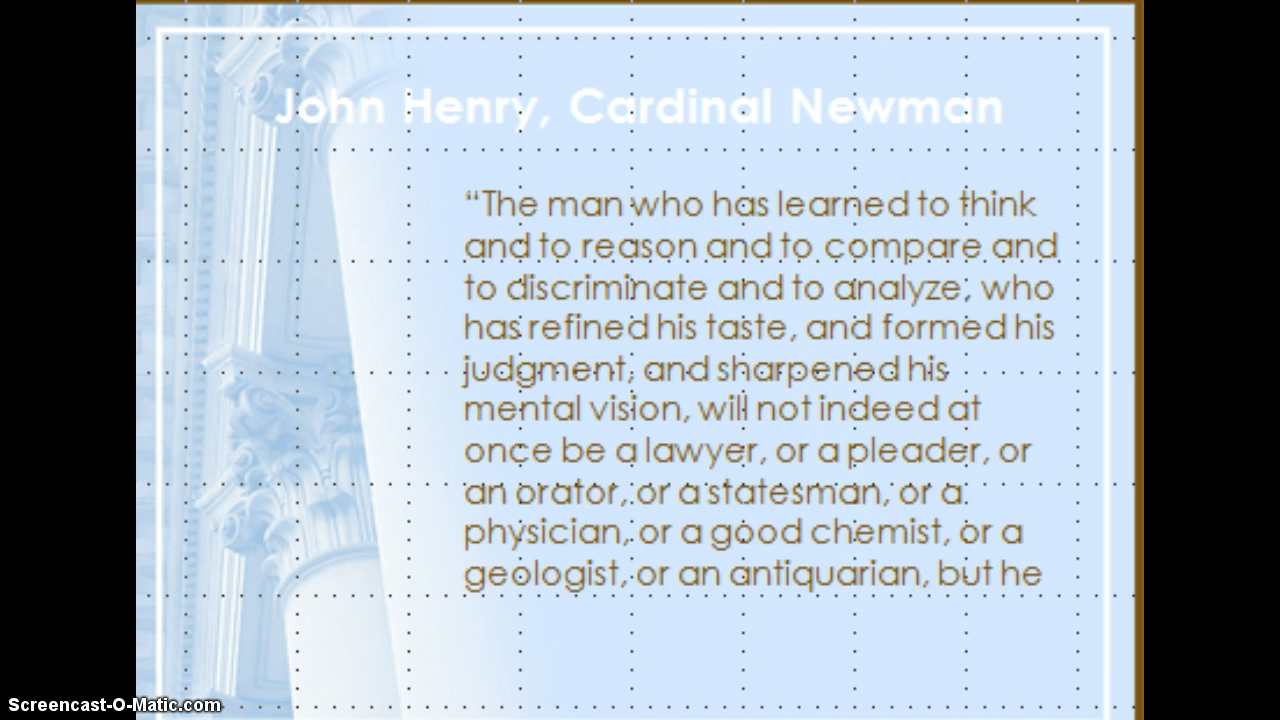 John Henry, Cardinal Newman
“The man who has learned to think
and to reason and to compare and
to discriminate and to analyze, who
has refined his taste, and formed his
judgment, and sharpened his
mental vision, will not indeed at
once be a lawyer, or a pleader, or
an orator, or a statesman, or a
physician, or a good chemist, or a
geologist, or an antiquarian, but he
Screencast-O-Matic.com